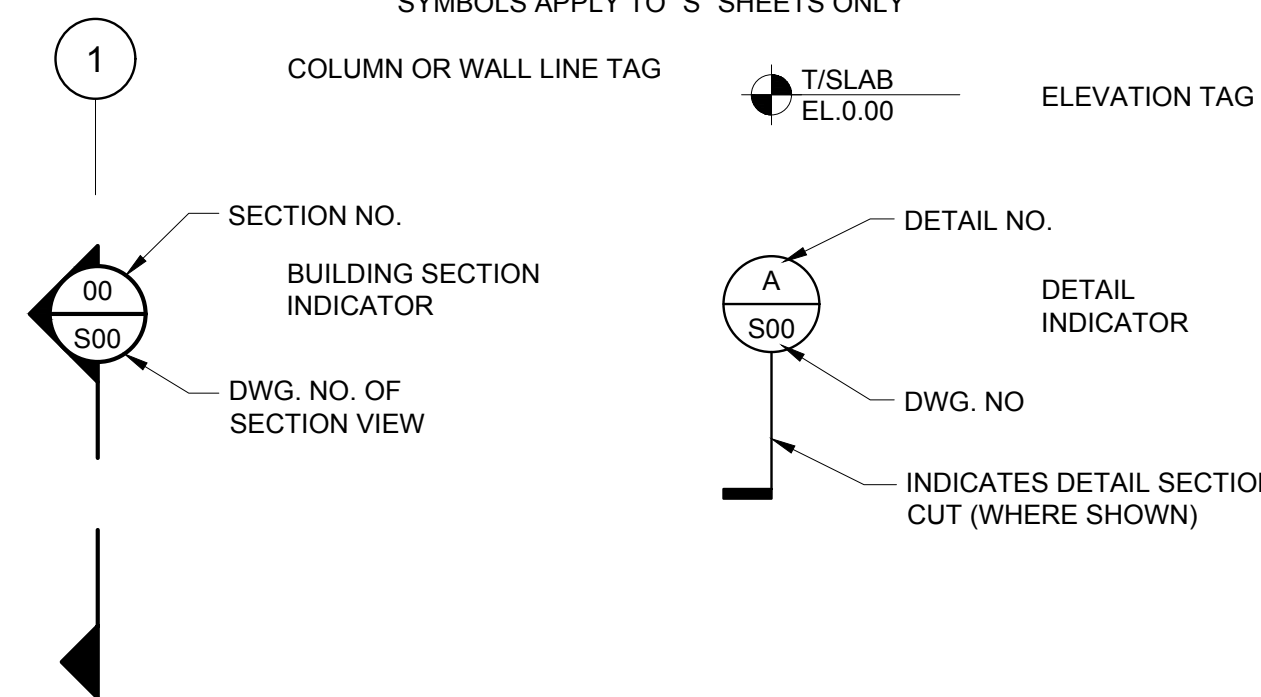 SYMBOLS APPLY TO "S" SHEETS ONLY
1
COLUMN OR WALL LINE TAG
T/SLAB
EL.0.00
ELEVATION TAG
SECTION NO.
BUILDING SECTION
INDICATOR
00
S00
DWG. NO. OF
SECTION VIEW
DETAIL NO.
A
S00
DETAIL
INDICATOR
DWG. NO
INDICATES DETAIL SECTION
CUT (WHERE SHOWN)